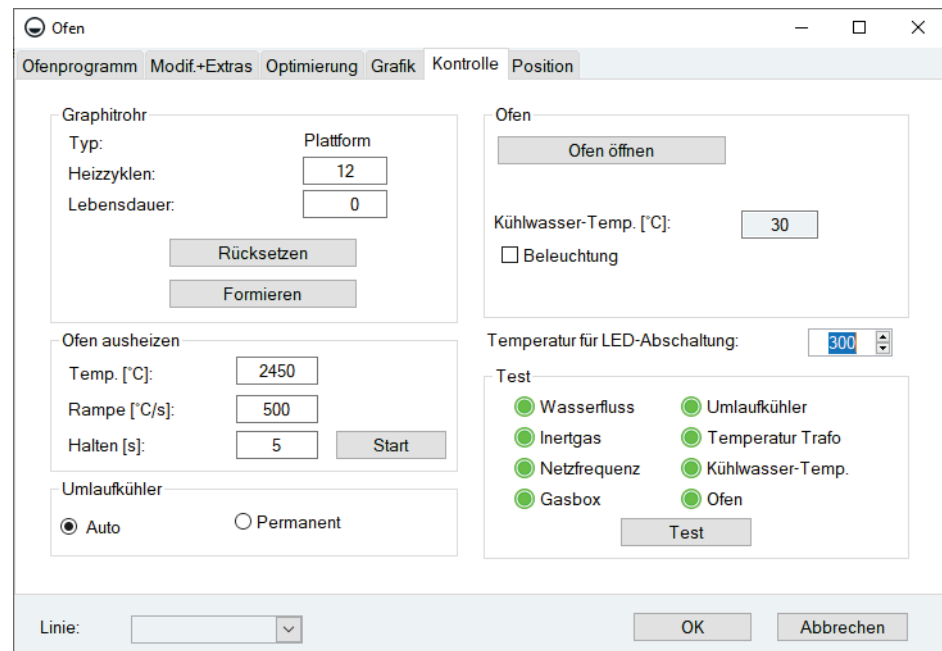 Ofen
Ofenprogramm Modif.+Extras Optimierung Grafik Kontrolle Position
Graphitrohr
Typ: Plattform
Heizzyklen: 12
Lebensdauer: 0
Rücksetzen
Formieren
Ofen ausheizen
Temp. [°C]: 2450
Rampe [°C/s]: 500
Halten [s]: 5 Start
Umlaufkühler
Auto Permanent
Ofen
Ofen öffnen
Kühlwasser-Temp. [°C]: 30
Beleuchtung
Temperatur für LED-Abschaltung: 300
Test
Wasserfluss Umlaufkühler
Inertgas Temperatur Trafo
Netzfrequenz Kühlwasser-Temp.
Gasbox Ofen
Test
Linie: OK Abbrechen